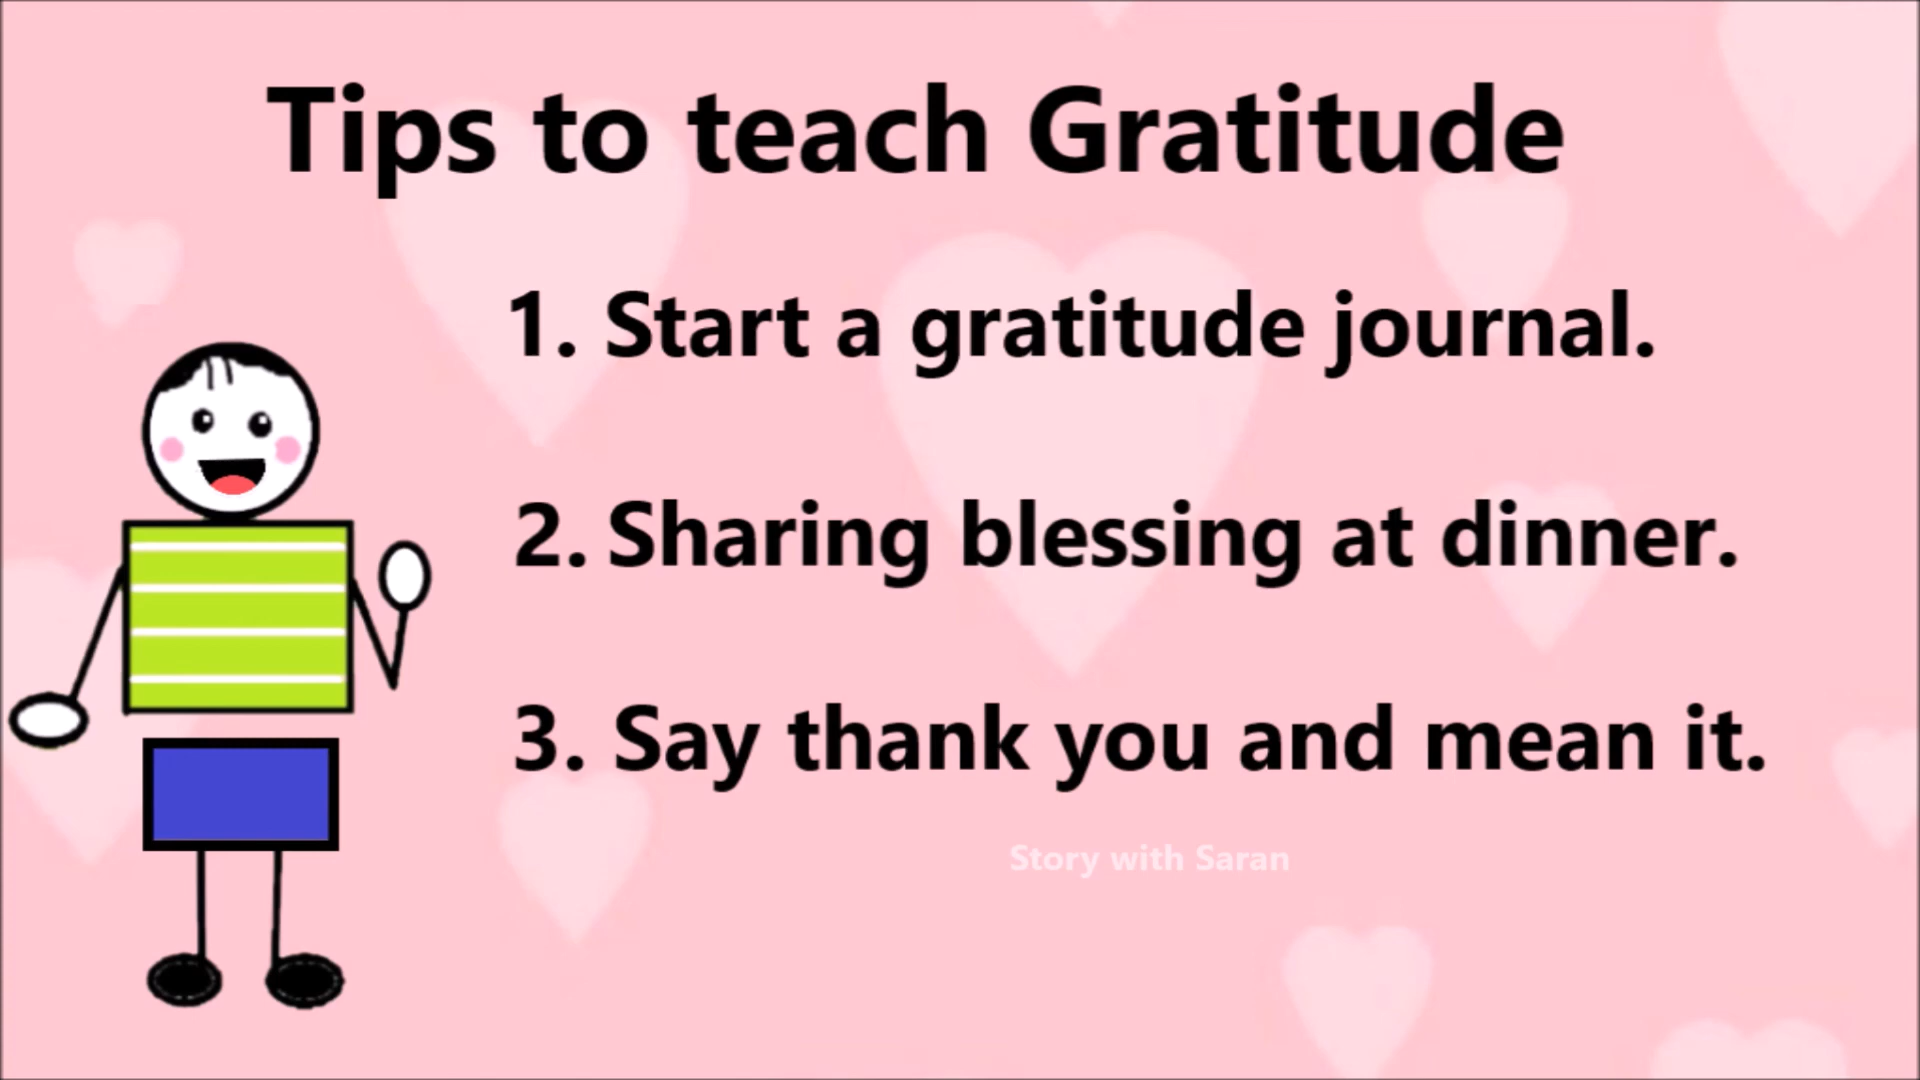 Tips to teach Gratitude
1. Start a gratitude journal.
2. Sharing blessing at dinner.
3. Say thank you and mean it.
Story with Saran